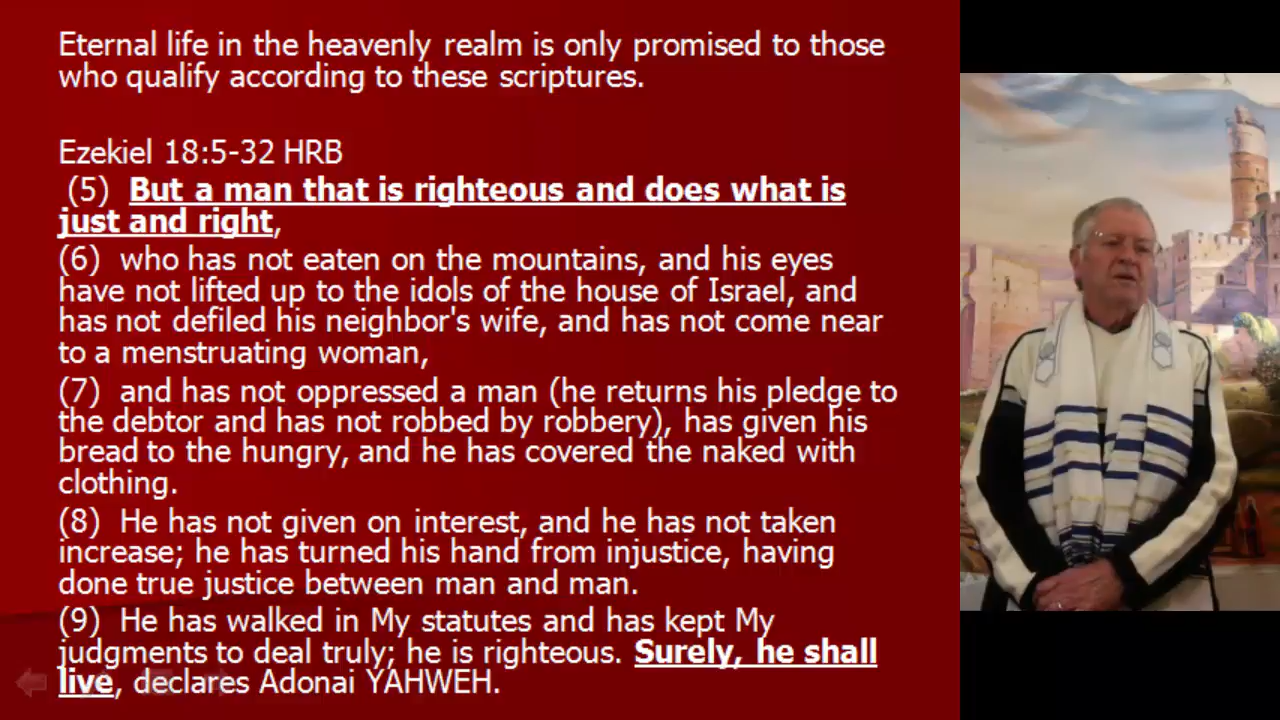 Eternal life in the heavenly realm is only promised to those
who qualify according to these scriptures.
Ezekiel 18:5-32 HRB
(5) But a man that is righteous and does what is
just and right,
(6) who has not eaten on the mountains, and his eyes
have not lifted up to the idols of the house of Israel, and
has not defiled his neighbor's wife, and has not come near
to a menstruating woman,
(7) and has not oppressed a man (he returns his pledge to
the debtor and has not robbed by robbery), has given his
bread to the hungry, and he has covered the naked with
clothing.
(8) He has not given on interest, and he has not taken
increase; he has turned his hand from injustice, having
done true justice between man and man.
(9) He has walked in My statutes and has kept My
judgments to deal truly; he is righteous. Surely, he shall
live, declares Adonai YAHWEH.